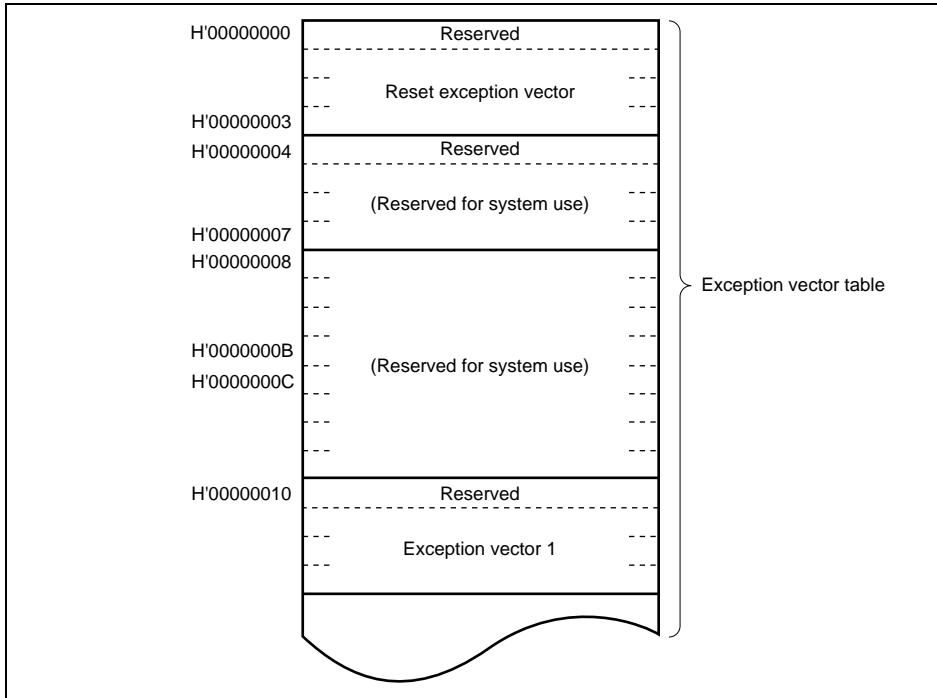 H'00000000
Reserved
Reset exception vector
H'00000003
H'00000004
Reserved
(Reserved for system use)
H'00000007
H'00000008
Exception vector table
H'0000000B
(Reserved for system use)
H'0000000C
H'00000010
Reserved
Exception vector 1